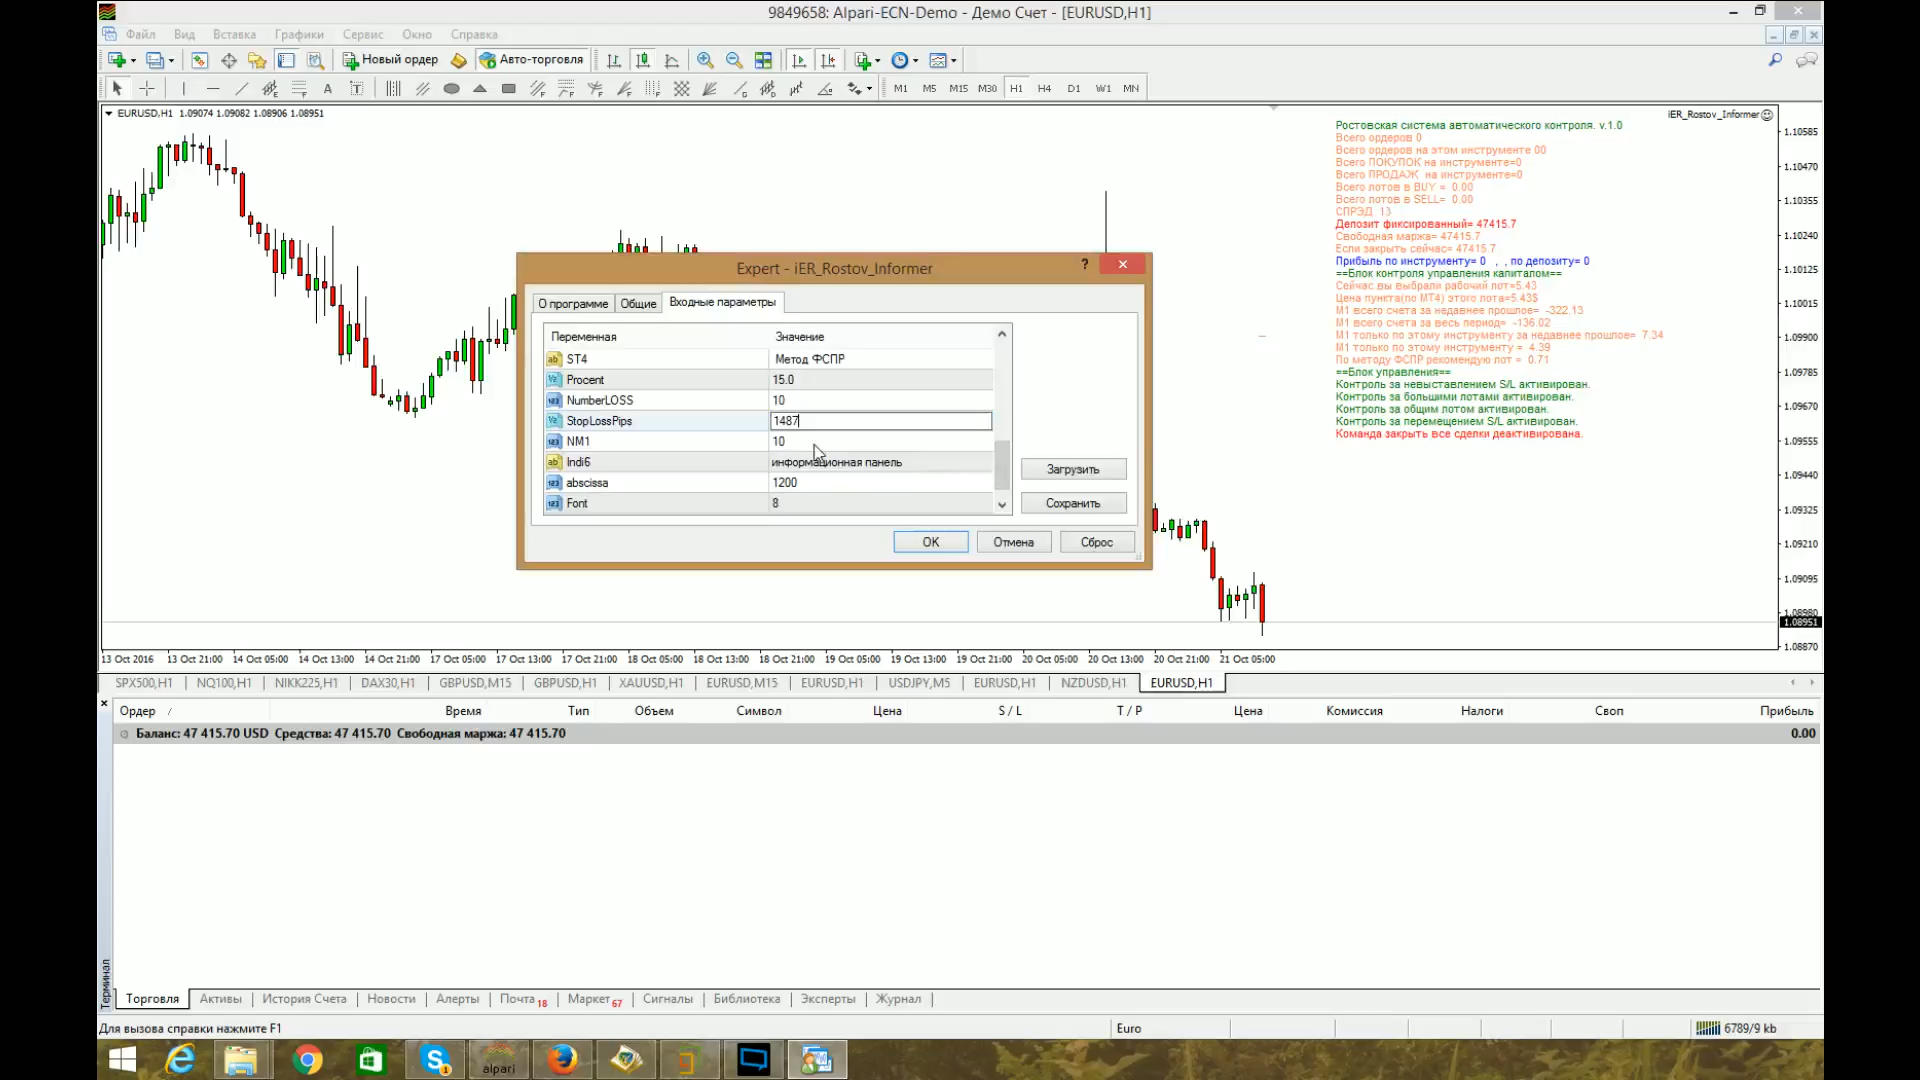 9849658: Alpari-ECN-Demo - Демо Счет - [EURUSD,H1]
Файл Вид Вставка Графики Сервис Окно Справка
Новый ордер Авто-торговля
A T M1 M5 M15 M30 H1 H4 D1 W1 MN
EURUSD,H1 1.09074 1.09082 1.08906 1.08951
iER_Rostov_Informer
Ростовская система автоматического контроля. v.1.0
Всего ордеров 0
Всего ордеров на этом инструменте 00
Всего ПОКУПОК на инструменте=0
Всего ПРОДАЖ на инструменте=0
Всего лотов в BUY = 0.00
Всего лотов в SELL= 0.00
СПРЭД 13
Депозит фиксированный= 47415.7
Свободная маржа= 47415.7
Если закрыть сейчас= 47415.7
Прибыль по инструменту= 0 , , по депозиту= 0
==Блок контроля управления капиталом==
Сейчас вы выбрали рабочий лот=5.43
Цена пункта(по МТ4) этого лота=5.43$
М1 всего счета за недавнее прошлое= -322.13
М1 всего счета за весь период= -136.02
М1 только по этому инструменту за недавнее прошлое= 7.34
М1 только по этому инструменту = 4.39
По методу ФСПР рекомендую лот = 0.71
==Блок управления==
Контроль за невыставлением S/L активирован.
Контроль за большими лотами активирован.
Контроль за общим лотом активирован.
Контроль за перемещением S/L активирован.
Команда закрыть все сделки деактивирована.
1.10585
1.10470
1.10355
1.10240
1.10125
1.10015
1.09900
1.09785
1.09670
1.09555
1.09440
1.09325
1.09210
1.09095
1.08980
1.08951
1.08870
Expert - iER_Rostov_Informer
?
О программе Общие Входные параметры
Переменная Значение
ST4 Метод ФСПР
Procent 15.0
NumberLOSS 10
StopLossPips 1487
NM1 10
Indi6 информационная панель
abscissa 1200
Font 8
Загрузить
Сохранить
OK Отмена Сброс
13 Oct 2016 13 Oct 21:00 14 Oct 05:00 14 Oct 13:00 14 Oct 21:00 17 Oct 05:00 17 Oct 13:00 17 Oct 21:00 18 Oct 05:00 18 Oct 13:00 18 Oct 21:00 19 Oct 05:00 19 Oct 13:00 19 Oct 21:00 20 Oct 05:00 20 Oct 13:00 20 Oct 21:00 21 Oct 05:00
SPX500,H1 NQ100,H1 NIKK225,H1 DAX30,H1 GBPUSD,M15 GBPUSD,H1 XAUUSD,H1 EURUSD,M15 EURUSD,H1 USDJPY,M5 EURUSD,H1 NZDUSD,H1 EURUSD,H1
Ордер / Время Тип Объем Символ Цена S / L T / P Цена Комиссия Налоги Своп Прибыль
Баланс: 47 415.70 USD Средства: 47 415.70 Свободная маржа: 47 415.70 0.00
Терминал
Торговля Активы История Счета Новости Алерты Почта 18 Маркет 67 Сигналы Библиотека Эксперты Журнал
Для вызова справки нажмите F1 Euro 6789/9 kb
alpari